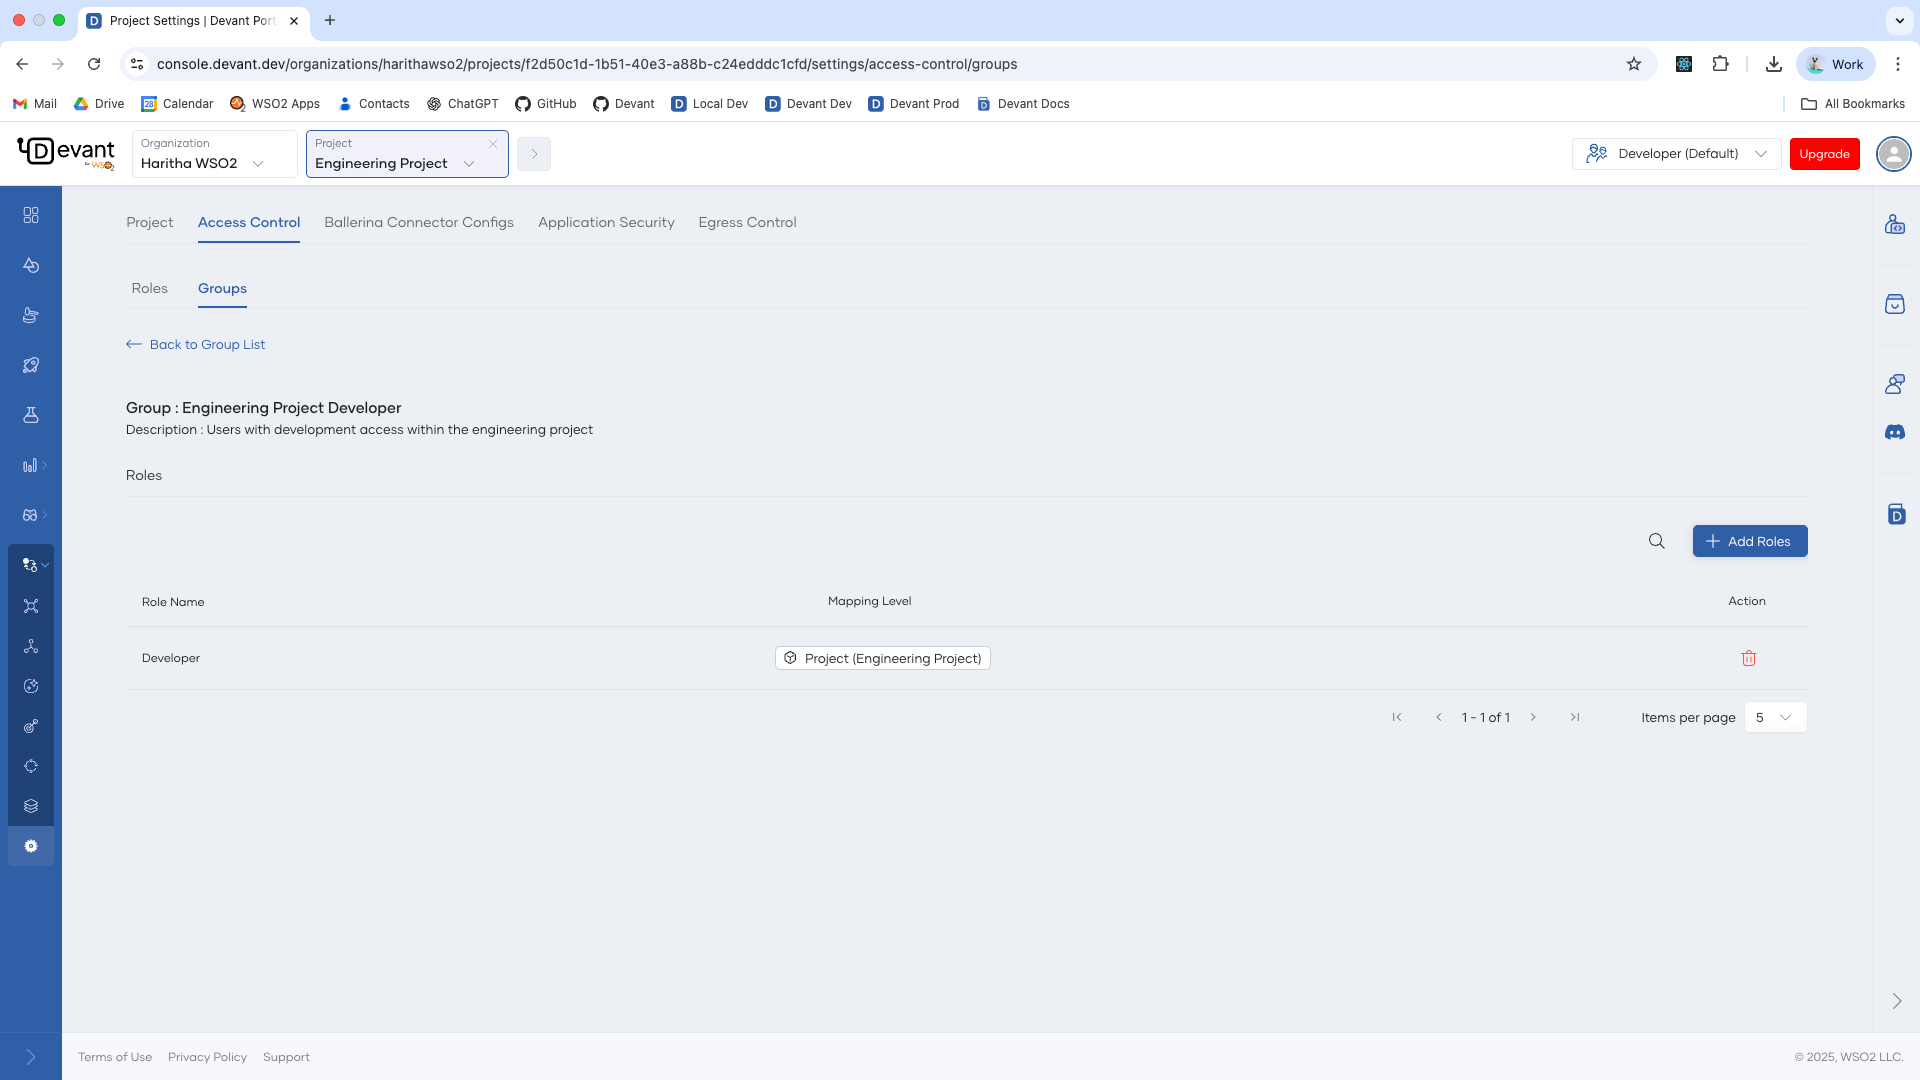 Project Settings | Devant Port
console.devant.dev/organizations/harithawso2/projects/f2d50c1d-1b51-40e3-a88b-c24edddc1cfd/settings/access-control/groups
Work
Mail
Drive
28
Calendar
WSO2 Apps
Contacts
ChatGPT
GitHub
Devant
Local Dev
Devant Dev
Devant Prod
Devant Docs
All Bookmarks
Devant
by WSO2
Organization
Haritha WSO2
Project
Engineering Project
Developer (Default)
Upgrade
Project
Access Control
Ballerina Connector Configs
Application Security
Egress Control
Roles
Groups
Back to Group List
Group : Engineering Project Developer
Description : Users with development access within the engineering project
Roles
Add Roles
Role Name
Mapping Level
Action
Developer
Project (Engineering Project)
1 - 1 of 1
Items per page
5
Terms of Use
Privacy Policy
Support
© 2025, WSO2 LLC.